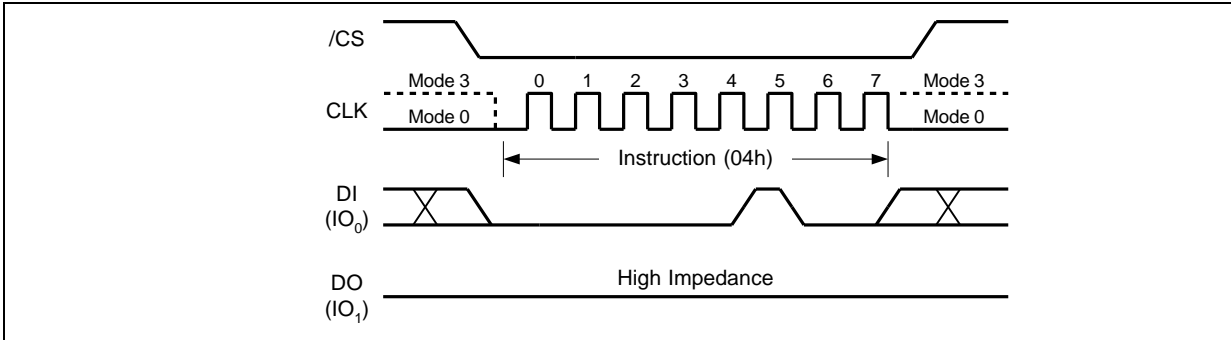 /CS
Mode 3 0 1 2 3 4 5 6 7 Mode 3
CLK
Mode 0 Mode 0
Instruction (04h)
DI
(IO0)
High Impedance
DO
(IO1)